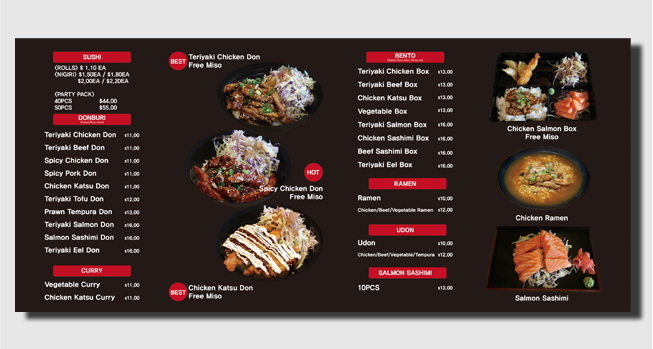 SUSHI
(ROLLS) $ 1,10 EA
(NIGIRI) $1,50EA / $1,80EA
$2,00EA / $2,20EA
(PARTY PACK)
40PCS $44,00
50PCS $55,00
DONBURI
Teriyaki Chicken Don $11,00
Teriyaki Beef Don $11,00
Spicy Chicken Don $11,00
Spicy Pork Don $11,00
Chicken Katsu Don $11,00
Teriyaki Tofu Don $12,00
Prawn Tempura Don $13,00
Teriyaki Salmon Don $16,00
Salmon Sashimi Don $16,00
Teriyaki Eel Don $16,00
CURRY
Vegetable Curry $11,00
Chicken Katsu Curry $11,00
BEST
Teriyaki Chicken Don
Free Miso
HOT
Spicy Chicken Don
Free Miso
BEST
Chicken Katsu Don
Free Miso
BENTO
Teriyaki Chicken Box $13,00
Teriyaki Beef Box $13,00
Chicken Katsu Box $13,00
Vegetable Box $13,00
Teriyaki Salmon Box $16,00
Chicken Sashimi Box $16,00
Beef Sashimi Box $16,00
Teriyaki Eel Box $16,00
RAMEN
Ramen $10,00
Chicken/Beef/Vegetable Ramen $12,00
UDON
Udon $10,00
Chicken/Beef/Vegetable/Tempura $12,00
SALMON SASHIMI
10PCS $13,00
Chicken Salmon Box
Free Miso
Chicken Ramen
Salmon Sashimi